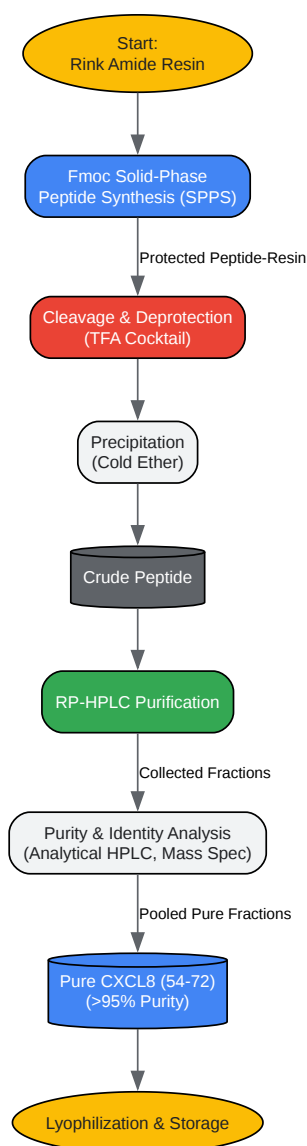 Start:
Rink Amide Resin
Fmoc Solid-Phase
Peptide Synthesis (SPPS)
Protected Peptide-Resin
Cleavage & Deprotection
(TFA Cocktail)
Precipitation
(Cold Ether)
Crude Peptide
RP-HPLC Purification
Collected Fractions
Purity & Identity Analysis
(Analytical HPLC, Mass Spec)
Pooled Pure Fractions
Pure CXCL8 (54-72)
(>95% Purity)
Lyophilization & Storage